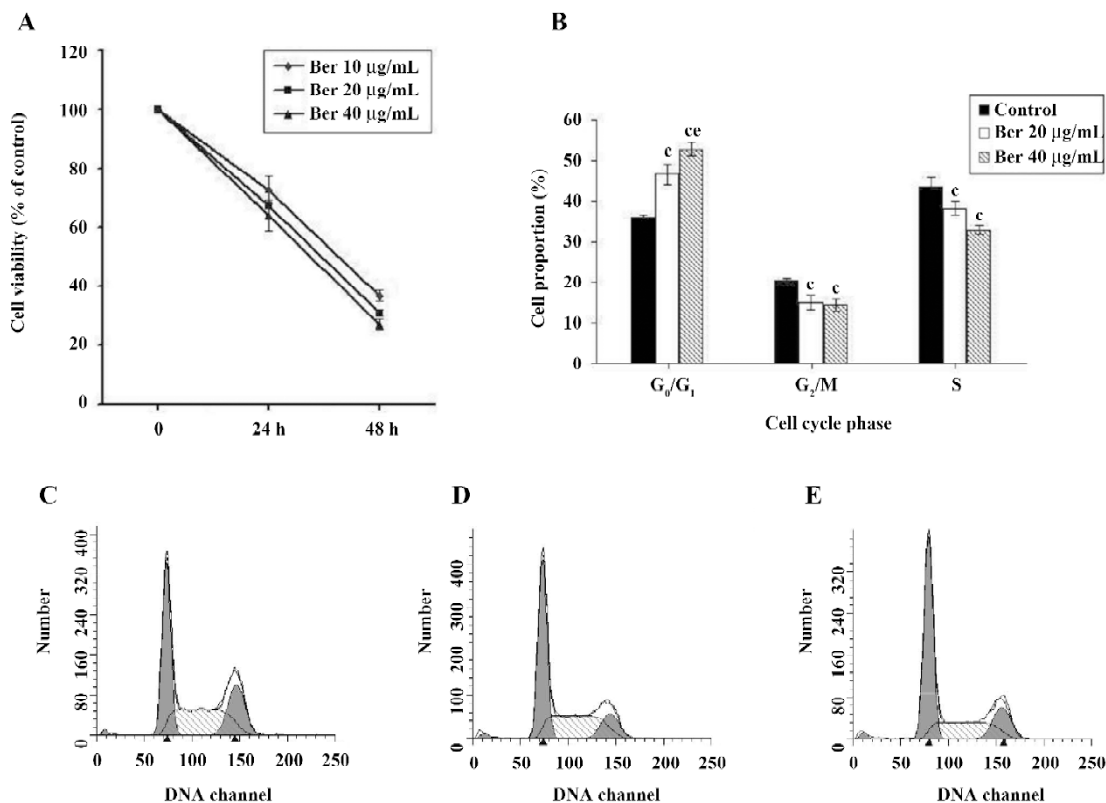 A
120
100
80
60
40
20
0
Cell viability (% of control)
Ber 10 μg/mL
Ber 20 μg/mL
Ber 40 μg/mL
0 24 h 48 h
B
60
50
40
30
20
10
0
Cell proportion (%)
Control
Ber 20 μg/mL
Ber 40 μg/mL
c ce
c c
c c
G₀/G₁ G₂/M S
Cell cycle phase
C
400
320
240
160
80
0
Number
0 50 100 150 200 250
DNA channel
D
400
300
200
100
0
Number
0 50 100 150 200 250
DNA channel
E
320
240
160
80
0
Number
0 50 100 150 200 250
DNA channel